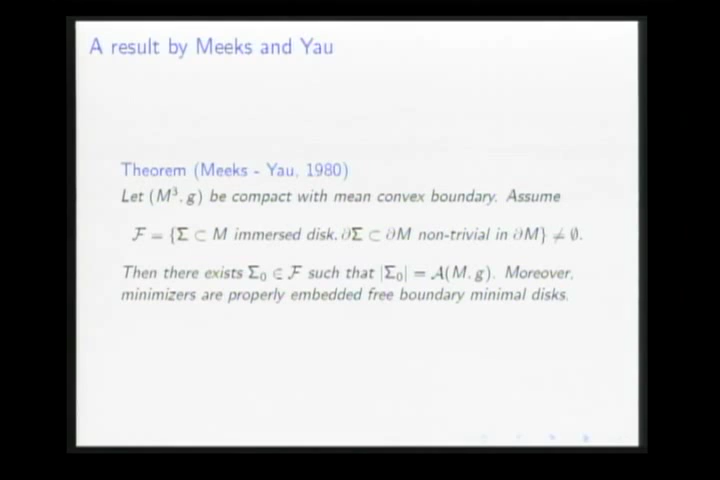 A result by Meeks and Yau
Theorem (Meeks - Yau, 1980)
Let (M³, g) be compact with mean convex boundary. Assume
ℱ = {Σ ⊂ M immersed disk, ∂Σ ⊂ ∂M non-trivial in ∂M} ≠ ∅.
Then there exists Σ₀ ∈ ℱ such that |Σ₀| = 𝒜(M, g). Moreover,
minimizers are properly embedded free boundary minimal disks.